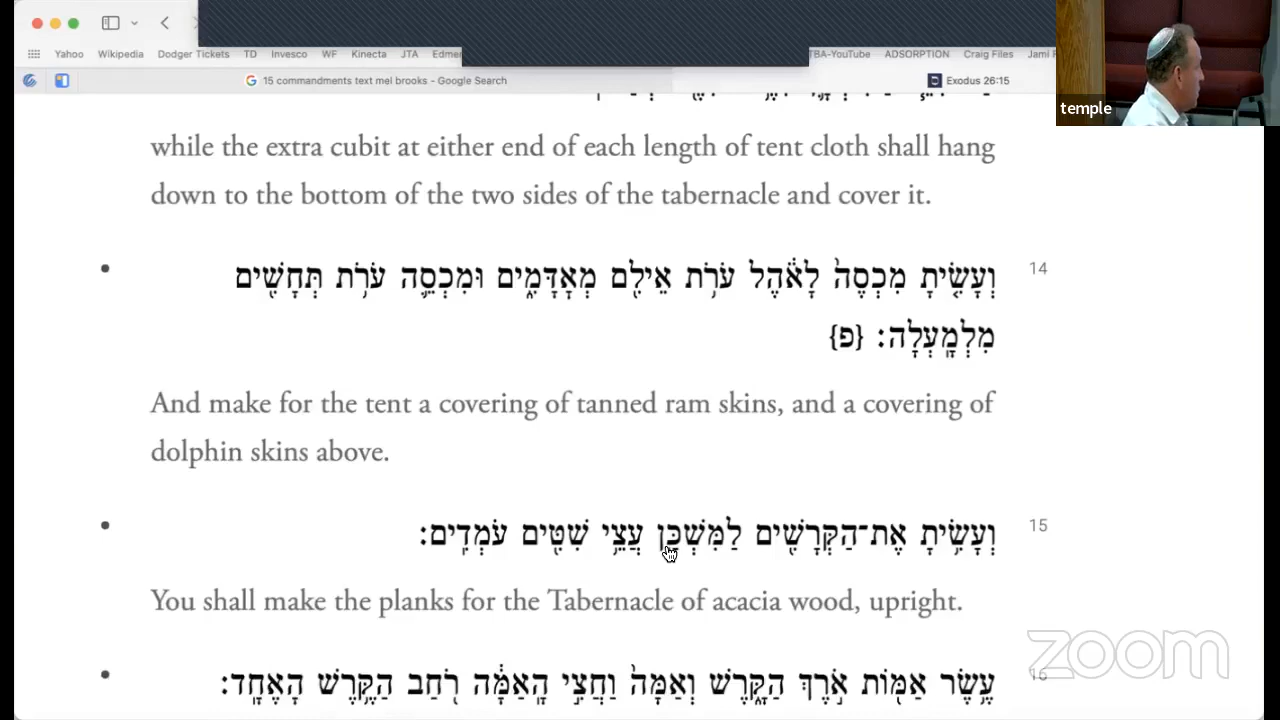 Yahoo Wikipedia Dodger Tickets TD Invesco WF Kinecta JTA TBA-YouTube ADSORPTION Craig Files
15 commandments text mel brooks - Google Search Exodus 26:15
temple
while the extra cubit at either end of each length of tent cloth shall hang
down to the bottom of the two sides of the tabernacle and cover it.
14
וְעָשִׂ֤יתָ מִכְסֶה֙ לָאֹ֔הֶל עֹרֹ֥ת אֵילִ֖ם מְאׇדָּמִ֑ים וּמִכְסֵ֛ה עֹרֹ֥ת תְּחָשִׁ֖ים
מִלְמָֽעְלָה׃ {פ}
And make for the tent a covering of tanned ram skins, and a covering of
dolphin skins above.
15
וְעָשִׂ֥יתָ אֶת־הַקְּרָשִׁ֖ים לַמִּשְׁכָּ֑ן עֲצֵ֥י שִׁטִּ֖ים עֹמְדִֽים׃
You shall make the planks for the Tabernacle of acacia wood, upright.
16
עֶ֥שֶׂר אַמּ֖וֹת אֹ֣רֶךְ הַקָּ֑רֶשׁ וְאַמָּה֙ וַחֲצִ֣י הָֽאַמָּ֔ה רֹ֖חַב הַקֶּ֥רֶשׁ הָאֶחָֽד׃
zoom